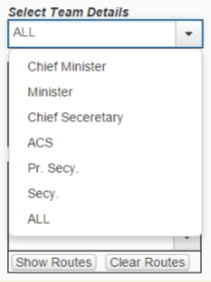 Select Team Details
ALL
Chief Minister
Minister
Chief Seceretary
ACS
Pr. Secy.
Secy.
ALL
Show Routes Clear Routes